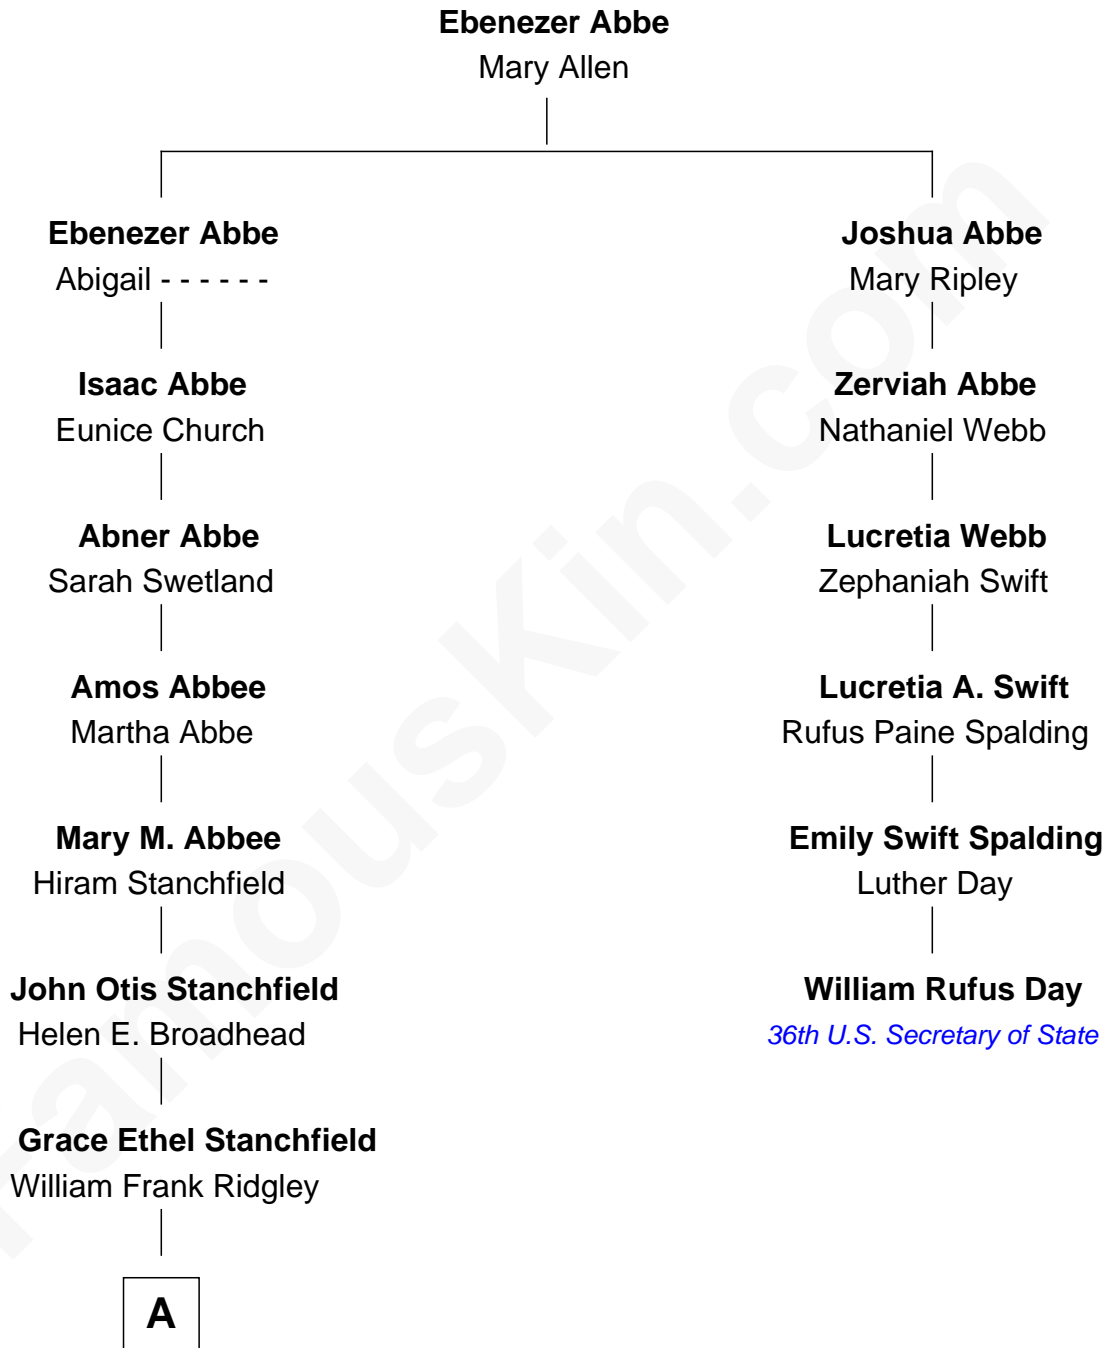 Ebenezer Abbe
Mary Allen
Ebenezer Abbe
Abigail - - - - - -
Isaac Abbe
Eunice Church
Abner Abbe
Sarah Swetland
Amos Abbee
Martha Abbe
Mary M. Abbee
Hiram Stanchfield
John Otis Stanchfield
Helen E. Broadhead
Grace Ethel Stanchfield
William Frank Ridgley
A
Joshua Abbe
Mary Ripley
Zerviah Abbe
Nathaniel Webb
Lucretia Webb
Zephaniah Swift
Lucretia A. Swift
Rufus Paine Spalding
Emily Swift Spalding
Luther Day
William Rufus Day
36th U.S. Secretary of State
FamousKin.com